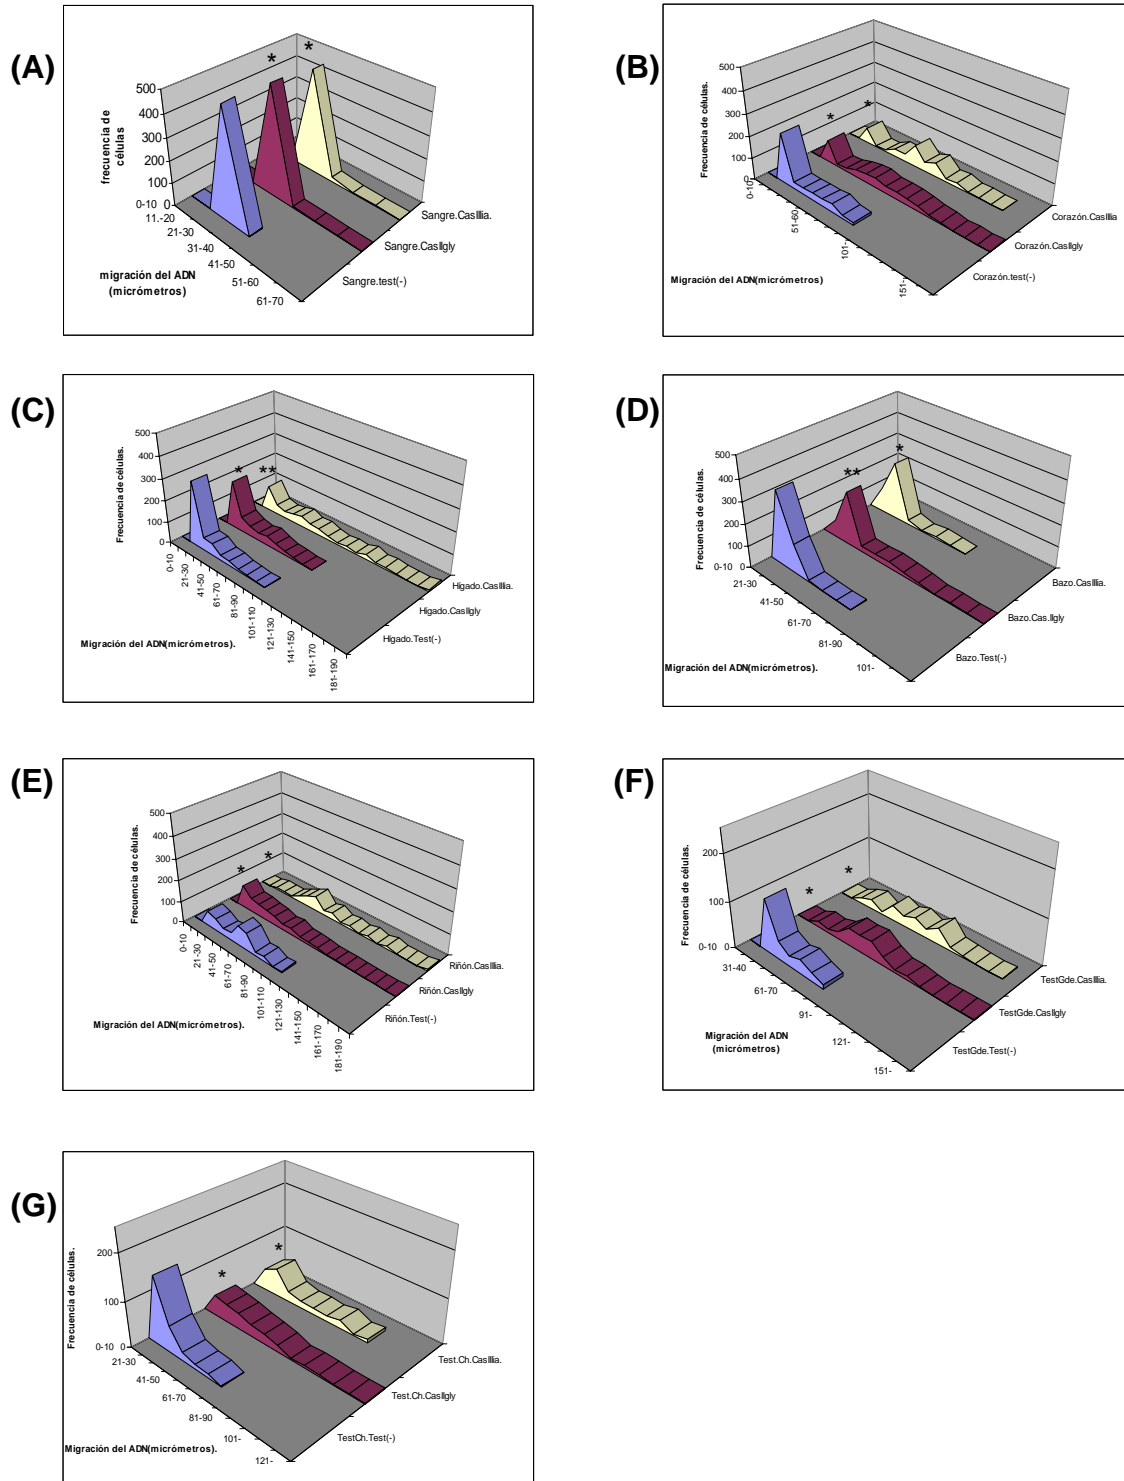 (A)
frecuencia de
células
500
400
300
200
100
0
0-10
11.-20
21-30
31-40
41-50
51-60
61-70
* *
Sangre.CasIIIia.
Sangre.CasIIgly
Sangre.test(-)
migración del ADN
(micrómetros)
(B)
Frecuencia de células.
500
400
300
200
100
0
0-10
51-60
101-
151-
* *
Corazón.CasIIIia
Corazón.CasIIgly
Corazón.test(-)
Migración del ADN(micrómetros)
(C)
Frecuencia de células.
500
400
300
200
100
0
0-10
21-30
41-50
61-70
81-90
101-110
121-130
141-150
161-170
181-190
* **
Hígado.CasIIIia.
Hígado.CasIIgly
Hígado.Test(-)
Migración del ADN(micrómetros).
(D)
Frecuencia de células.
500
400
300
200
100
0
0-10
21-30
41-50
61-70
81-90
101-
** *
Bazo.CasIIIia.
Bazo.Cas.IIgly
Bazo.Test(-)
Migración del ADN(micrómetros).
(E)
Frecuencia de células.
500
400
300
200
100
0
0-10
21-30
41-50
61-70
81-90
101-110
121-130
141-150
161-170
181-190
* *
Riñón.CasIIIia.
Riñón.CasIIgly
Riñón.Test(-)
Migración del ADN(micrómetros).
(F)
Frecuencia de células.
200
100
0
0-10
31-40
61-70
91-
121-
151-
* *
TestGde.CasIIIia.
TestGde.CasIIgly
TestGde.Test(-)
Migración del ADN
(micrómetros)
(G)
Frecuencia de células.
200
100
0
0-10
21-30
41-50
61-70
81-90
101-
121-
* *
Test.Ch.CasIIIia.
Test.Ch.CasIIgly
TestCh.Test(-)
Migración del ADN(micrómetros).